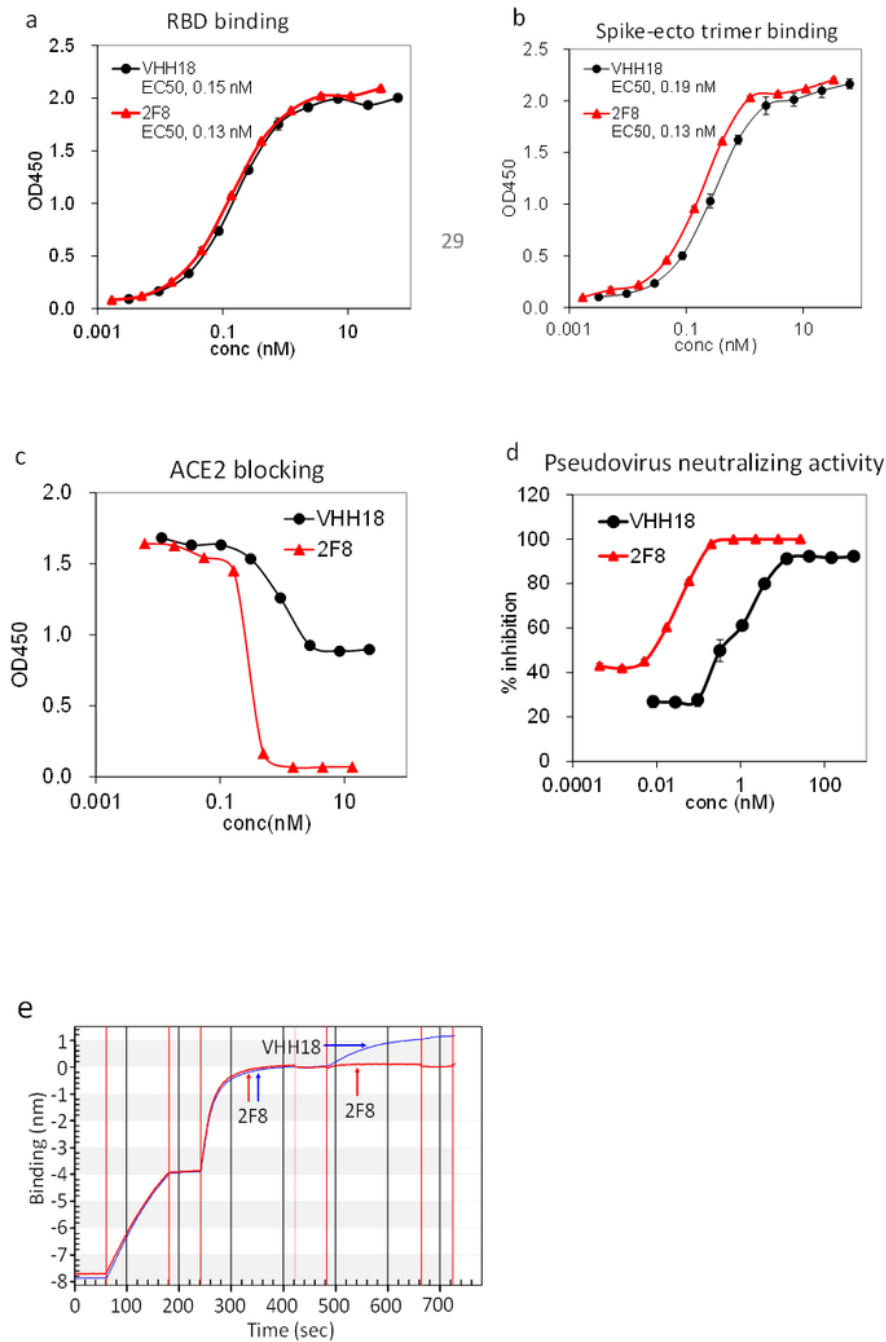 a
RBD binding
2.5
2.0
1.5
1.0
0.5
0.0
OD450
VHH18
EC50, 0.15 nM
2F8
EC50, 0.13 nM
0.001
0.1
10
conc (nM)
29
b
Spike-ecto trimer binding
2.5
2.0
1.5
1.0
0.5
0.0
OD450
VHH18
EC50, 0.19 nM
2F8
EC50, 0.13 nM
0.001
0.1
10
conc (nM)
c
ACE2 blocking
2.0
1.5
1.0
0.5
0.0
OD450
VHH18
2F8
0.001
0.1
10
conc(nM)
d
Pseudovirus neutralizing activity
120
100
80
60
40
20
0
% inhibition
VHH18
2F8
0.0001
0.01
1
100
conc (nM)
e
1
0
-1
-2
-3
-4
-5
-6
-7
-8
Binding (nm)
VHH18
2F8
2F8
0
100
200
300
400
500
600
700
Time (sec)